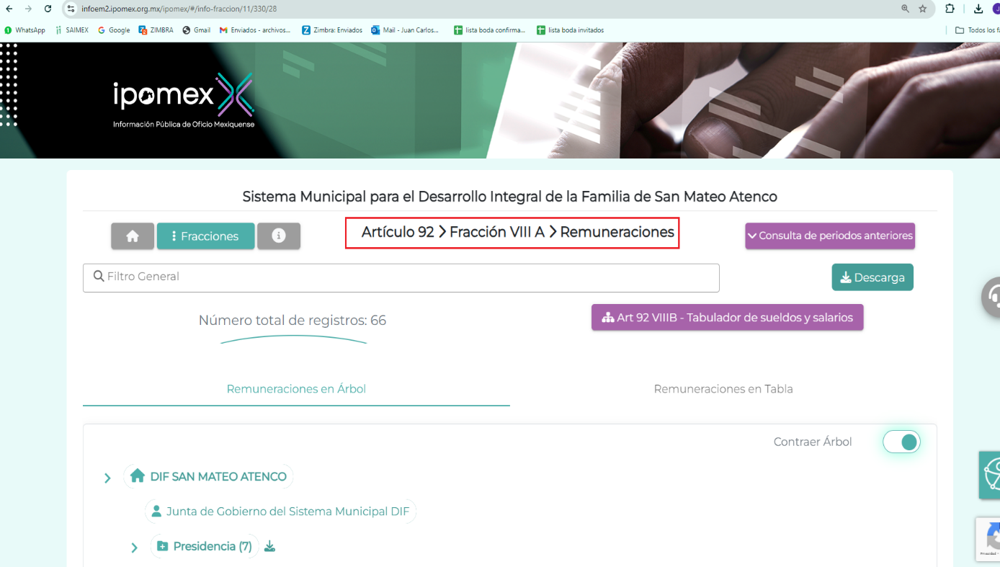 infoem2.ipomex.org.mx/ipomex/#/info-fraccion/11/330/28
WhatsApp SAIMEX Google ZIMBRA Gmail Enviados - archivos... Zimbra: Enviados Mail - Juan Carlos... lista boda confirma... lista boda invitados Todos los fa
ipomex
Información Pública de Oficio Mexiquense
Sistema Municipal para el Desarrollo Integral de la Familia de San Mateo Atenco
Fracciones
Artículo 92 > Fracción VIII A > Remuneraciones
Consulta de periodos anteriores
Filtro General
Descarga
Número total de registros: 66
Art 92 VIIIB - Tabulador de sueldos y salarios
Remuneraciones en Árbol
Remuneraciones en Tabla
Contraer Árbol
DIF SAN MATEO ATENCO
Junta de Gobierno del Sistema Municipal DIF
Presidencia (7)